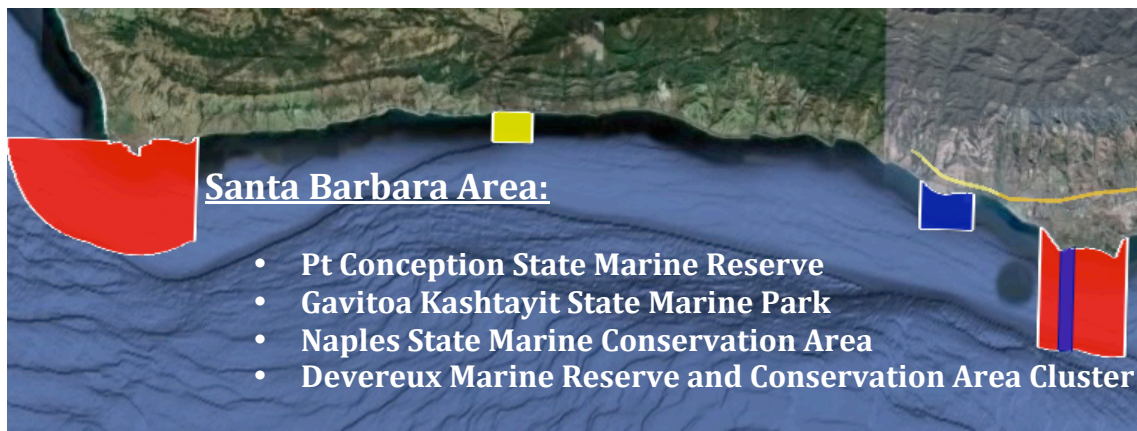 Santa Barbara Area:
• Pt Conception State Marine Reserve
• Gavitoa Kashtayit State Marine Park
• Naples State Marine Conservation Area
• Devereux Marine Reserve and Conservation Area Cluster